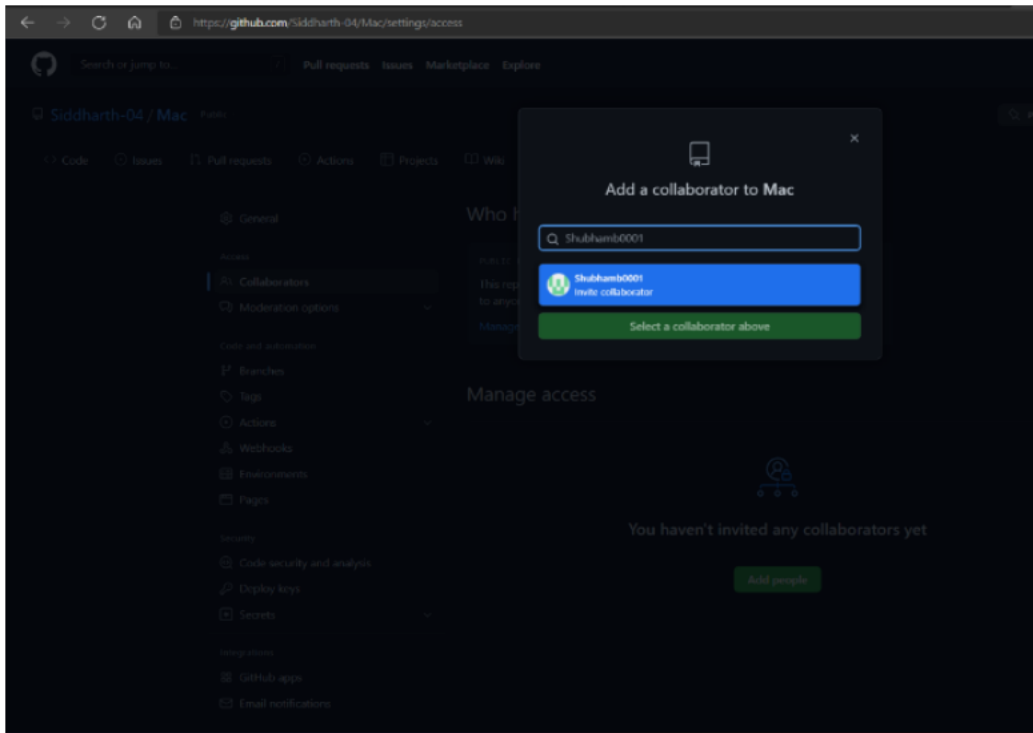 https://github.com/Siddharth-04/Mac/settings/access
Search or jump to... /
Pull requests Issues Marketplace Explore
Siddharth-04 / Mac Public
Code Issues Pull requests Actions Projects Wiki
Add a collaborator to Mac
Shubhamb0001
Shubhamb0001
Invite collaborator
Select a collaborator above
General
Access
Collaborators
Moderation options
Code and automation
Branches
Tags
Actions
Webhooks
Environments
Pages
Security
Code security and analysis
Deploy keys
Secrets
Integrations
GitHub apps
Email notifications
Who
This
Manage
Manage access
You haven't invited any collaborators yet
Add people